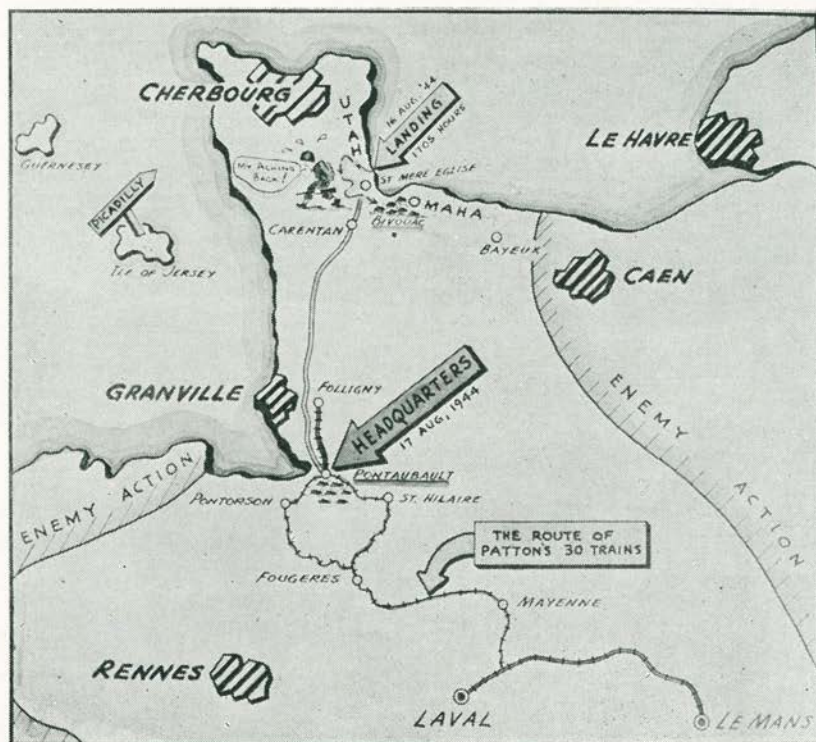 CHERBOURG
UTAH
16 AUG. '44
LANDING
1905 HOURS
LE HAVRE
GUERNESEY
MY ACHING
BACK!
ST MERE EGLISE
PICADILLY
OMAHA
BIVOUAC
CARENTAN
BAYEUX
ILE OF JERSEY
CAEN
GRANVILLE
FOLLIGNY
HEADQUARTERS
17 AUG, 1944
ENEMY
ACTION
PONTAUBAULT
ENEMY ACTION
PONTORSON
ST. HILAIRE
THE ROUTE OF
PATTON'S 30 TRAINS
FOUGERES
MAYENNE
RENNES
LAVAL
LE MANS